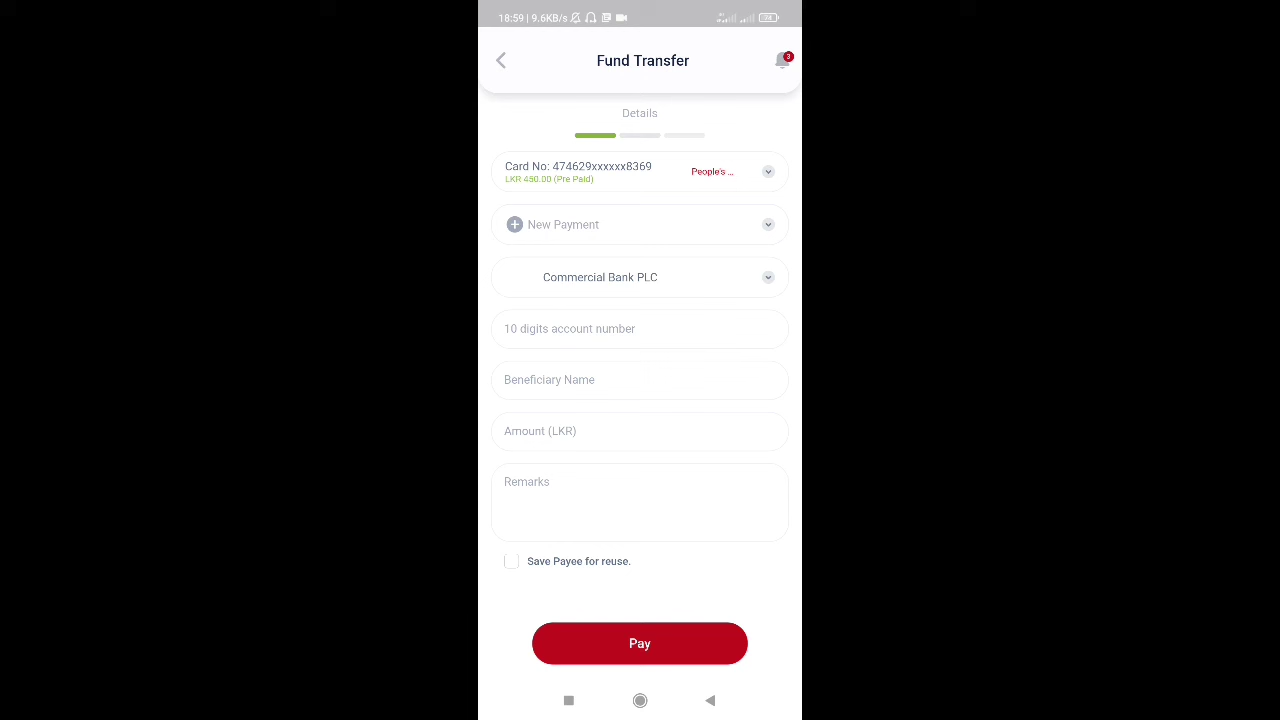 18:59 | 9.6KB/s
24
Fund Transfer
3
Details
Card No: 474629xxxxxx8369
LKR 450.00 (Pre Paid)
People's ...
New Payment
Commercial Bank PLC
10 digits account number
Beneficiary Name
Amount (LKR)
Remarks
Save Payee for reuse.
Pay